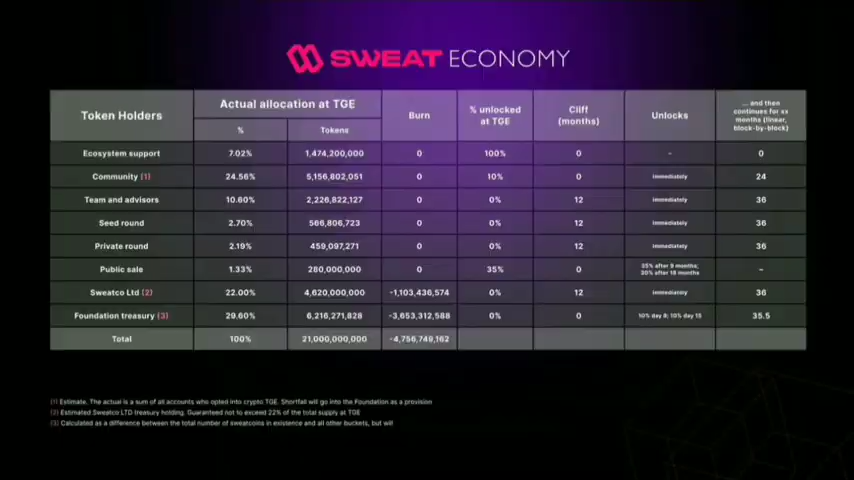 SWEAT ECONOMY
Token Holders Actual allocation at TGE Burn % unlocked at TGE Cliff (months) Unlocks ... and then continues for xx months (linear, block-by-block)
% Tokens
Ecosystem support 7.02% 1,474,200,000 0 100% 0 - 0
Community (1) 24.56% 5,156,802,051 0 10% 0 immediately 24
Team and advisors 10.60% 2,226,822,127 0 0% 12 immediately 36
Seed round 2.70% 566,806,723 0 0% 12 immediately 36
Private round 2.19% 459,097,271 0 0% 12 immediately 36
Public sale 1.33% 280,000,000 0 35% 0 35% after 9 months; 30% after 18 months –
Sweatco Ltd (2) 22.00% 4,620,000,000 -1,103,436,574 0% 12 immediately 36
Foundation treasury (3) 29.60% 6,216,271,828 -3,653,312,588 0% 0 10% day 8; 10% day 15 35.5
Total 100% 21,000,000,000 -4,756,749,162
(1) Estimate. The actual is a sum of all accounts who opted into crypto TGE. Shortfall will go into the Foundation as a provision
(2) Estimated Sweatco LTD treasury holding. Guaranteed not to exceed 22% of the total supply at TGE
(3) Calculated as a difference between the total number of sweatcoins in existence and all other buckets, but will